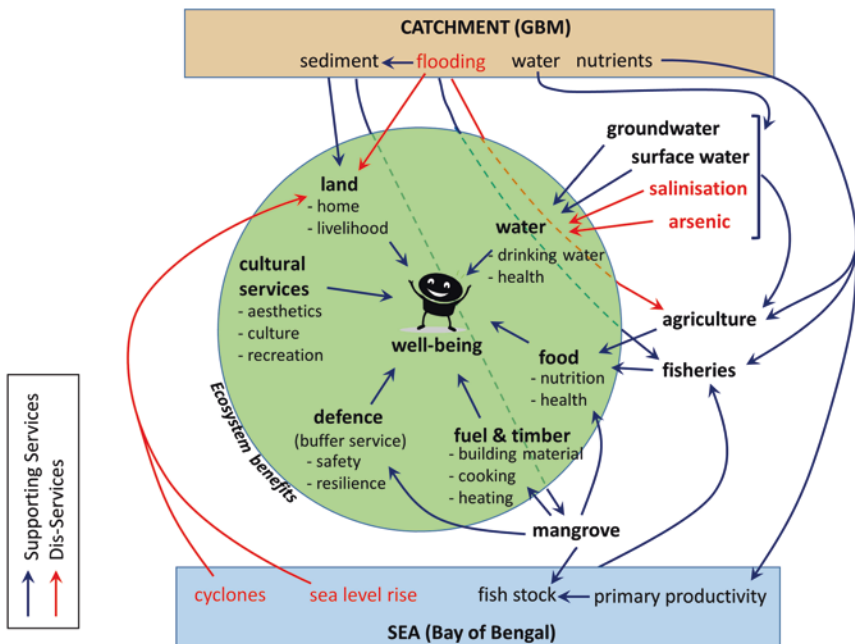 CATCHMENT (GBM)
sediment
flooding
water
nutrients
groundwater
surface water
salinisation
arsenic
land
- home
- livelihood
water
- drinking water
- health
cultural
services
- aesthetics
- culture
- recreation
well-being
agriculture
fisheries
food
- nutrition
- health
defence
(buffer service)
- safety
- resilience
fuel & timber
- building material
- cooking
- heating
Ecosystem benefits
mangrove
Supporting Services
Dis-Services
cyclones
sea level rise
fish stock
primary productivity
SEA (Bay of Bengal)